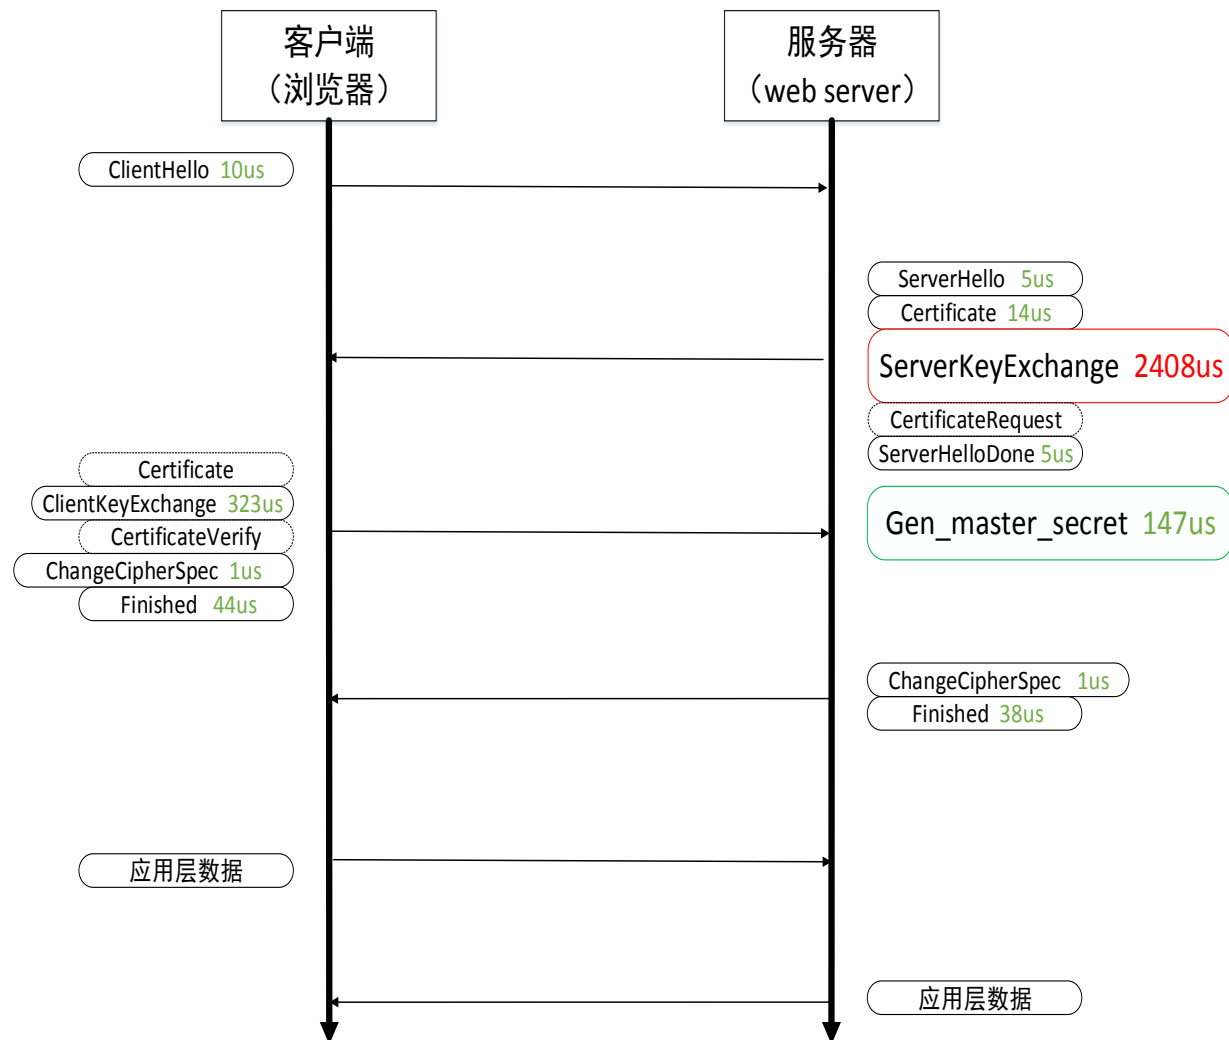 客户端
（浏览器）
服务器
（web server）
ClientHello 10us
ServerHello 5us
Certificate 14us
ServerKeyExchange 2408us
CertificateRequest
ServerHelloDone 5us
Certificate
ClientKeyExchange 323us
CertificateVerify
ChangeCipherSpec 1us
Finished 44us
Gen_master_secret 147us
ChangeCipherSpec 1us
Finished 38us
应用层数据
应用层数据